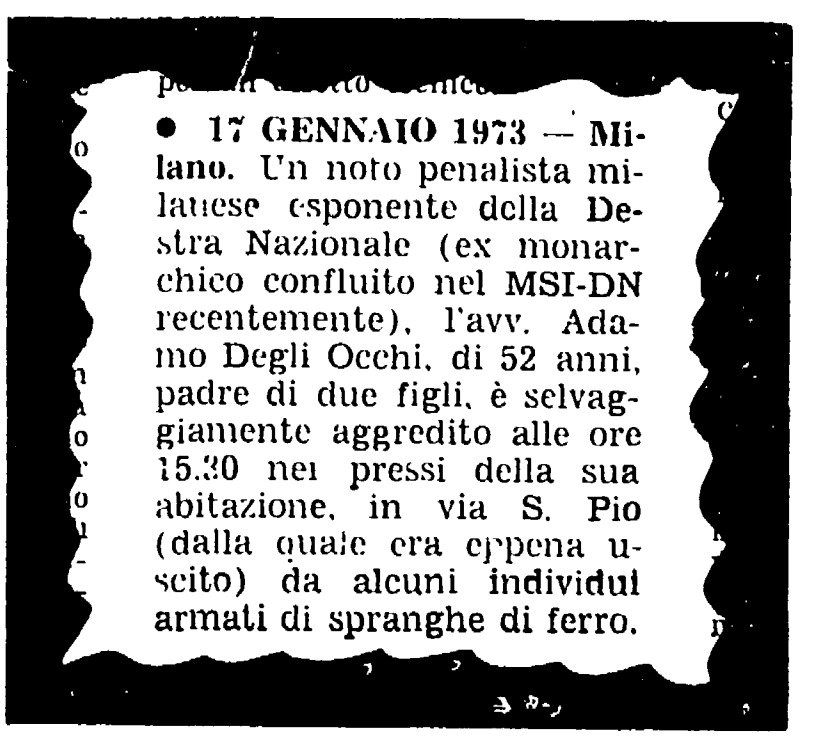 ● 17 GENNAIO 1973 — Mi-
lano. Un noto penalista mi-
lanese esponente della De-
stra Nazionale (ex monar-
chico confluito nel MSI-DN
recentemente), l'avv. Ada-
mo Degli Occhi, di 52 anni,
padre di due figli, è selvag-
giamente aggredito alle ore
15.30 nei pressi della sua
abitazione, in via S. Pio
(dalla quale era eppena u-
scito) da alcuni individui
armati di spranghe di ferro.